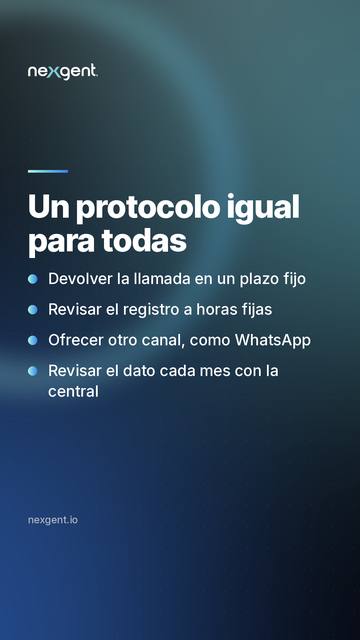 nexgent.
Un protocolo igual
para todas
Devolver la llamada en un plazo fijo
Revisar el registro a horas fijas
Ofrecer otro canal, como WhatsApp
Revisar el dato cada mes con la
central
nexgent.io